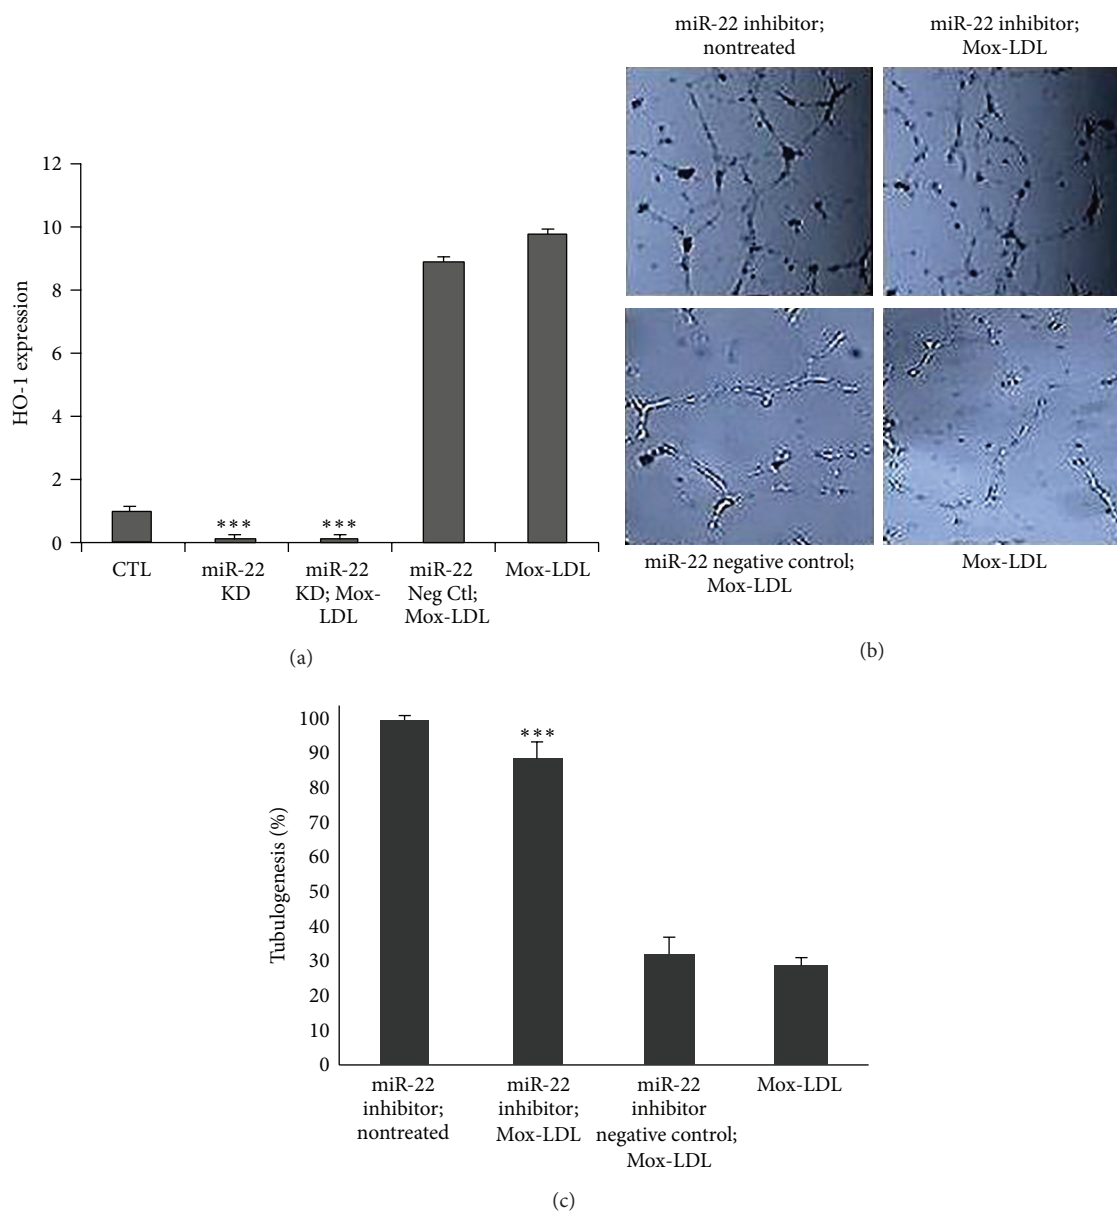 12
10
8
6
4
2
0
HO-1 expression
***
***
CTL
miR-22
KD
miR-22
KD; Mox-
LDL
miR-22
Neg Ctl;
Mox-LDL
Mox-LDL
(a)
miR-22 inhibitor;
nontreated
miR-22 inhibitor;
Mox-LDL
miR-22 negative control;
Mox-LDL
Mox-LDL
(b)
100
90
80
70
60
50
40
30
20
10
0
Tubulogenesis (%)
***
miR-22
inhibitor;
nontreated
miR-22
inhibitor;
Mox-LDL
miR-22
inhibitor
negative control;
Mox-LDL
Mox-LDL
(c)